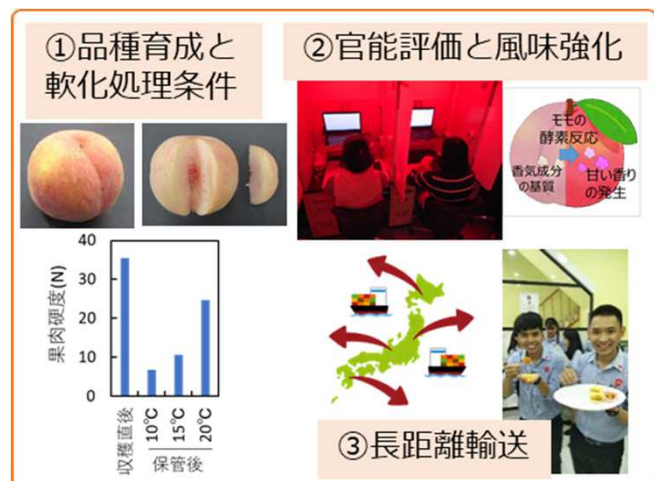 ①品種育成と
軟化処理条件
②官能評価と風味強化
モモの
酵素反応
香気成分
の基質
甘い香り
の発生
果肉硬度(N)
40
30
20
10
0
収穫直後
10°C
15°C
20°C
保管後
③長距離輸送